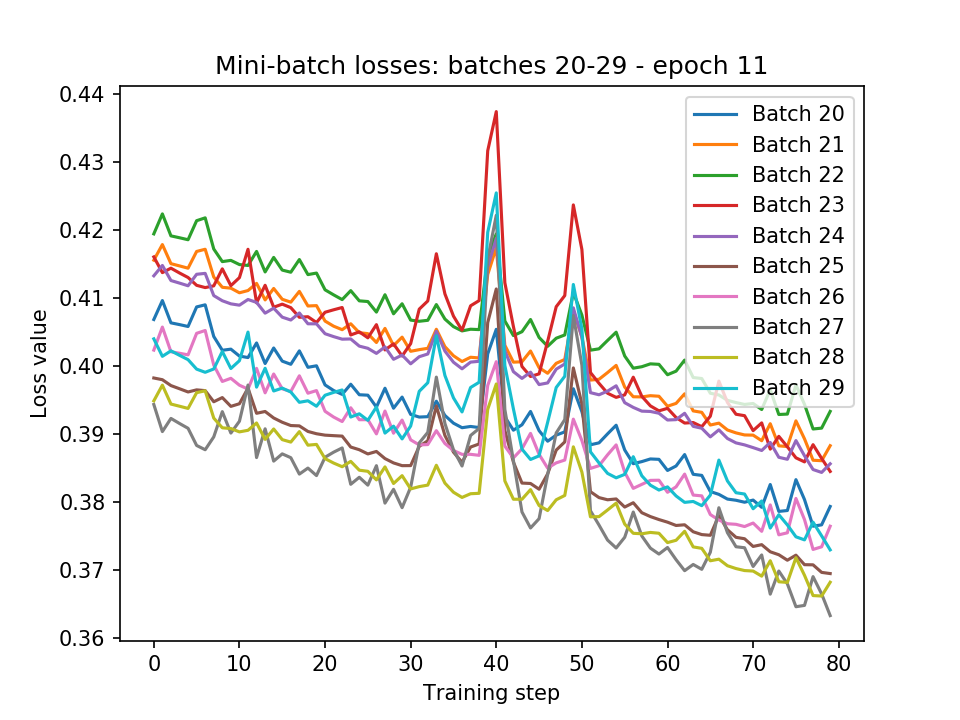 Mini-batch losses: batches 20-29 - epoch 11
0.44
0.43
0.42
0.41
0.40
0.39
0.38
0.37
0.36
Loss value
0
10
20
30
40
50
60
70
80
Training step
Batch 20
Batch 21
Batch 22
Batch 23
Batch 24
Batch 25
Batch 26
Batch 27
Batch 28
Batch 29